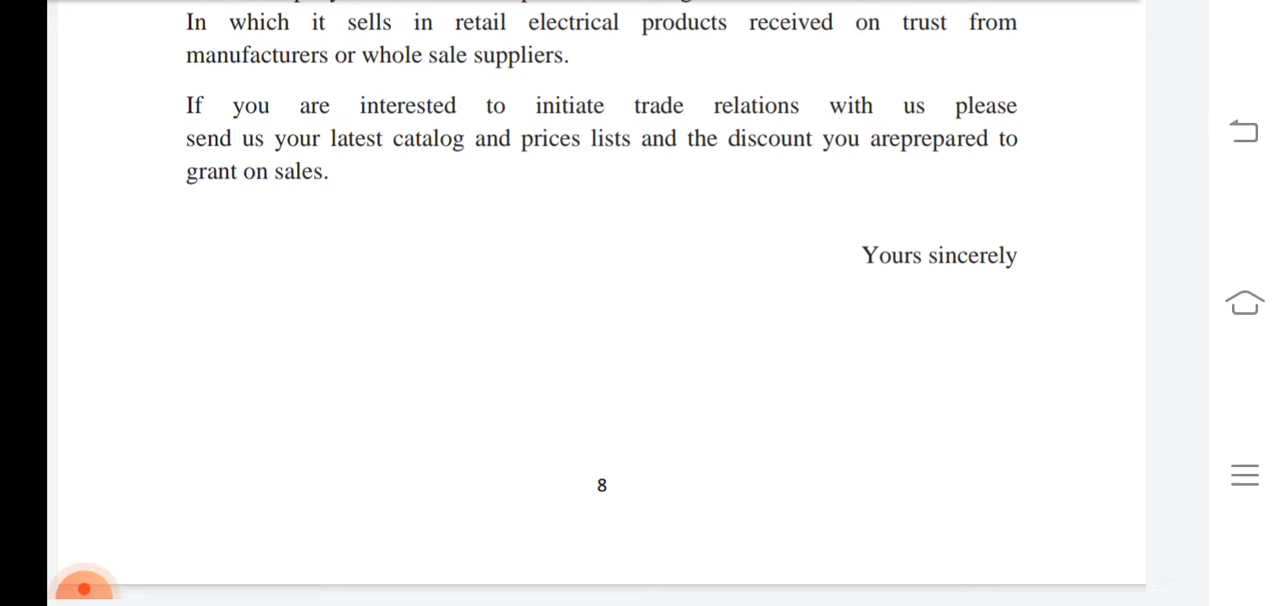 In which it sells in retail electrical products received on trust from
manufacturers or whole sale suppliers.
If you are interested to initiate trade relations with us please
send us your latest catalog and prices lists and the discount you areprepared to
grant on sales.
Yours sincerely
8